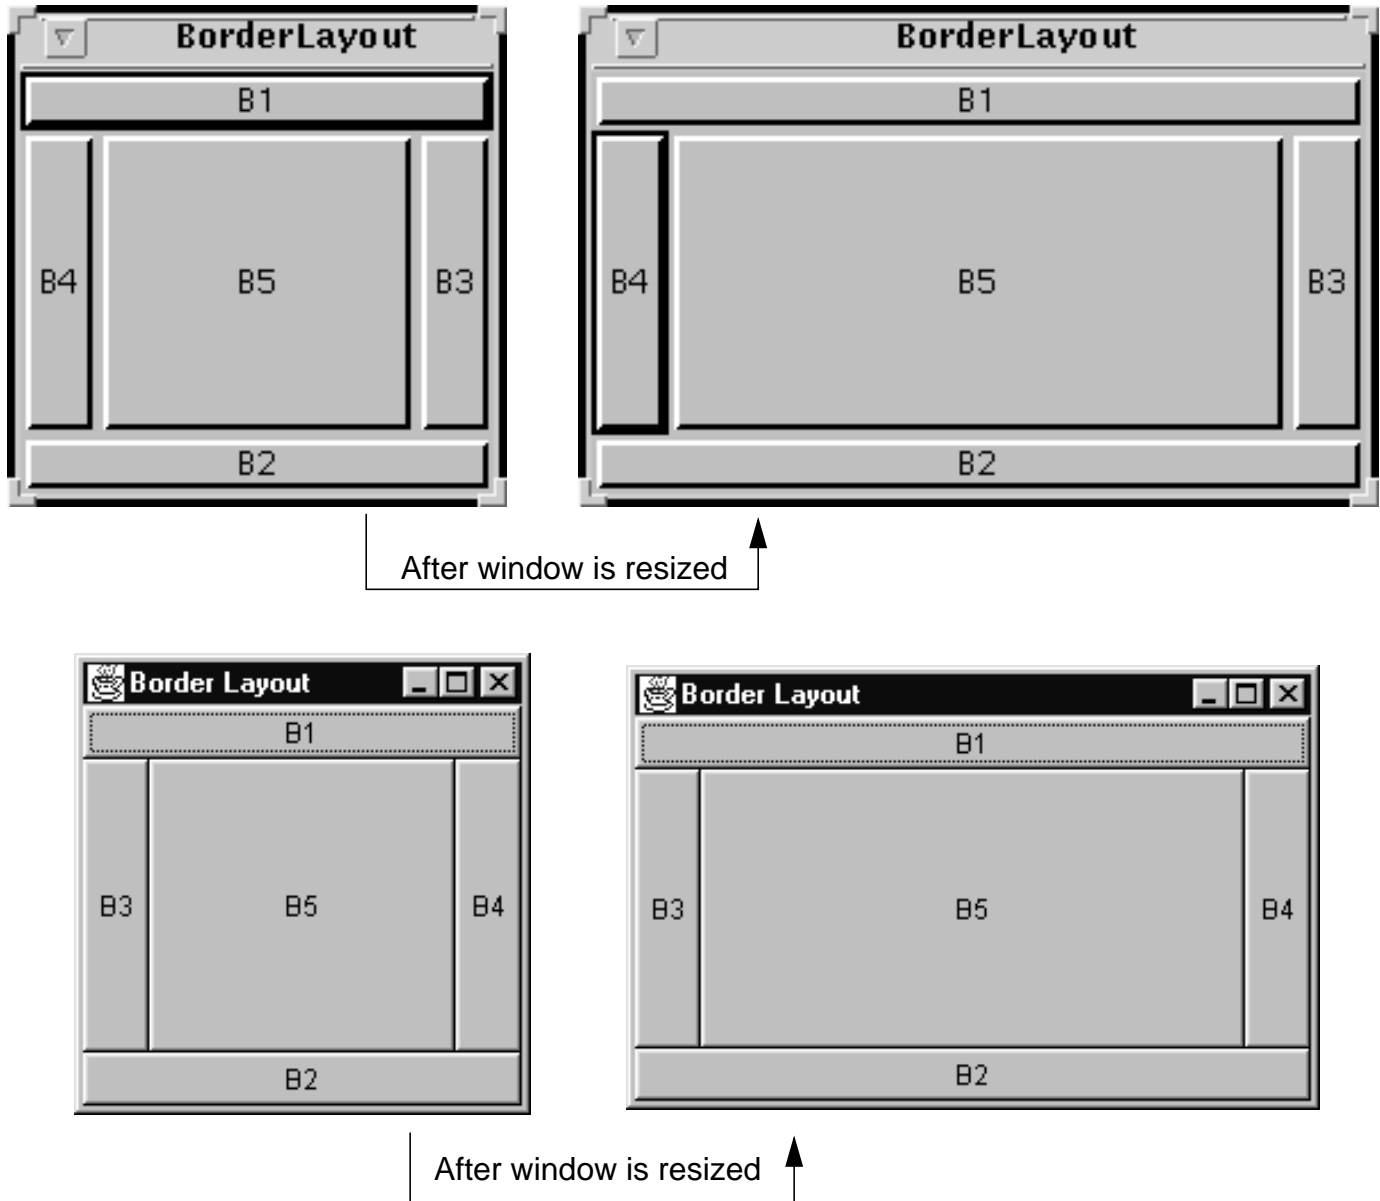 BorderLayout
B1
B4 B5 B3
B2
BorderLayout
B1
B4 B5 B3
B2
After window is resized
Border Layout
B1
B3 B5 B4
B2
Border Layout
B1
B3 B5 B4
B2
After window is resized